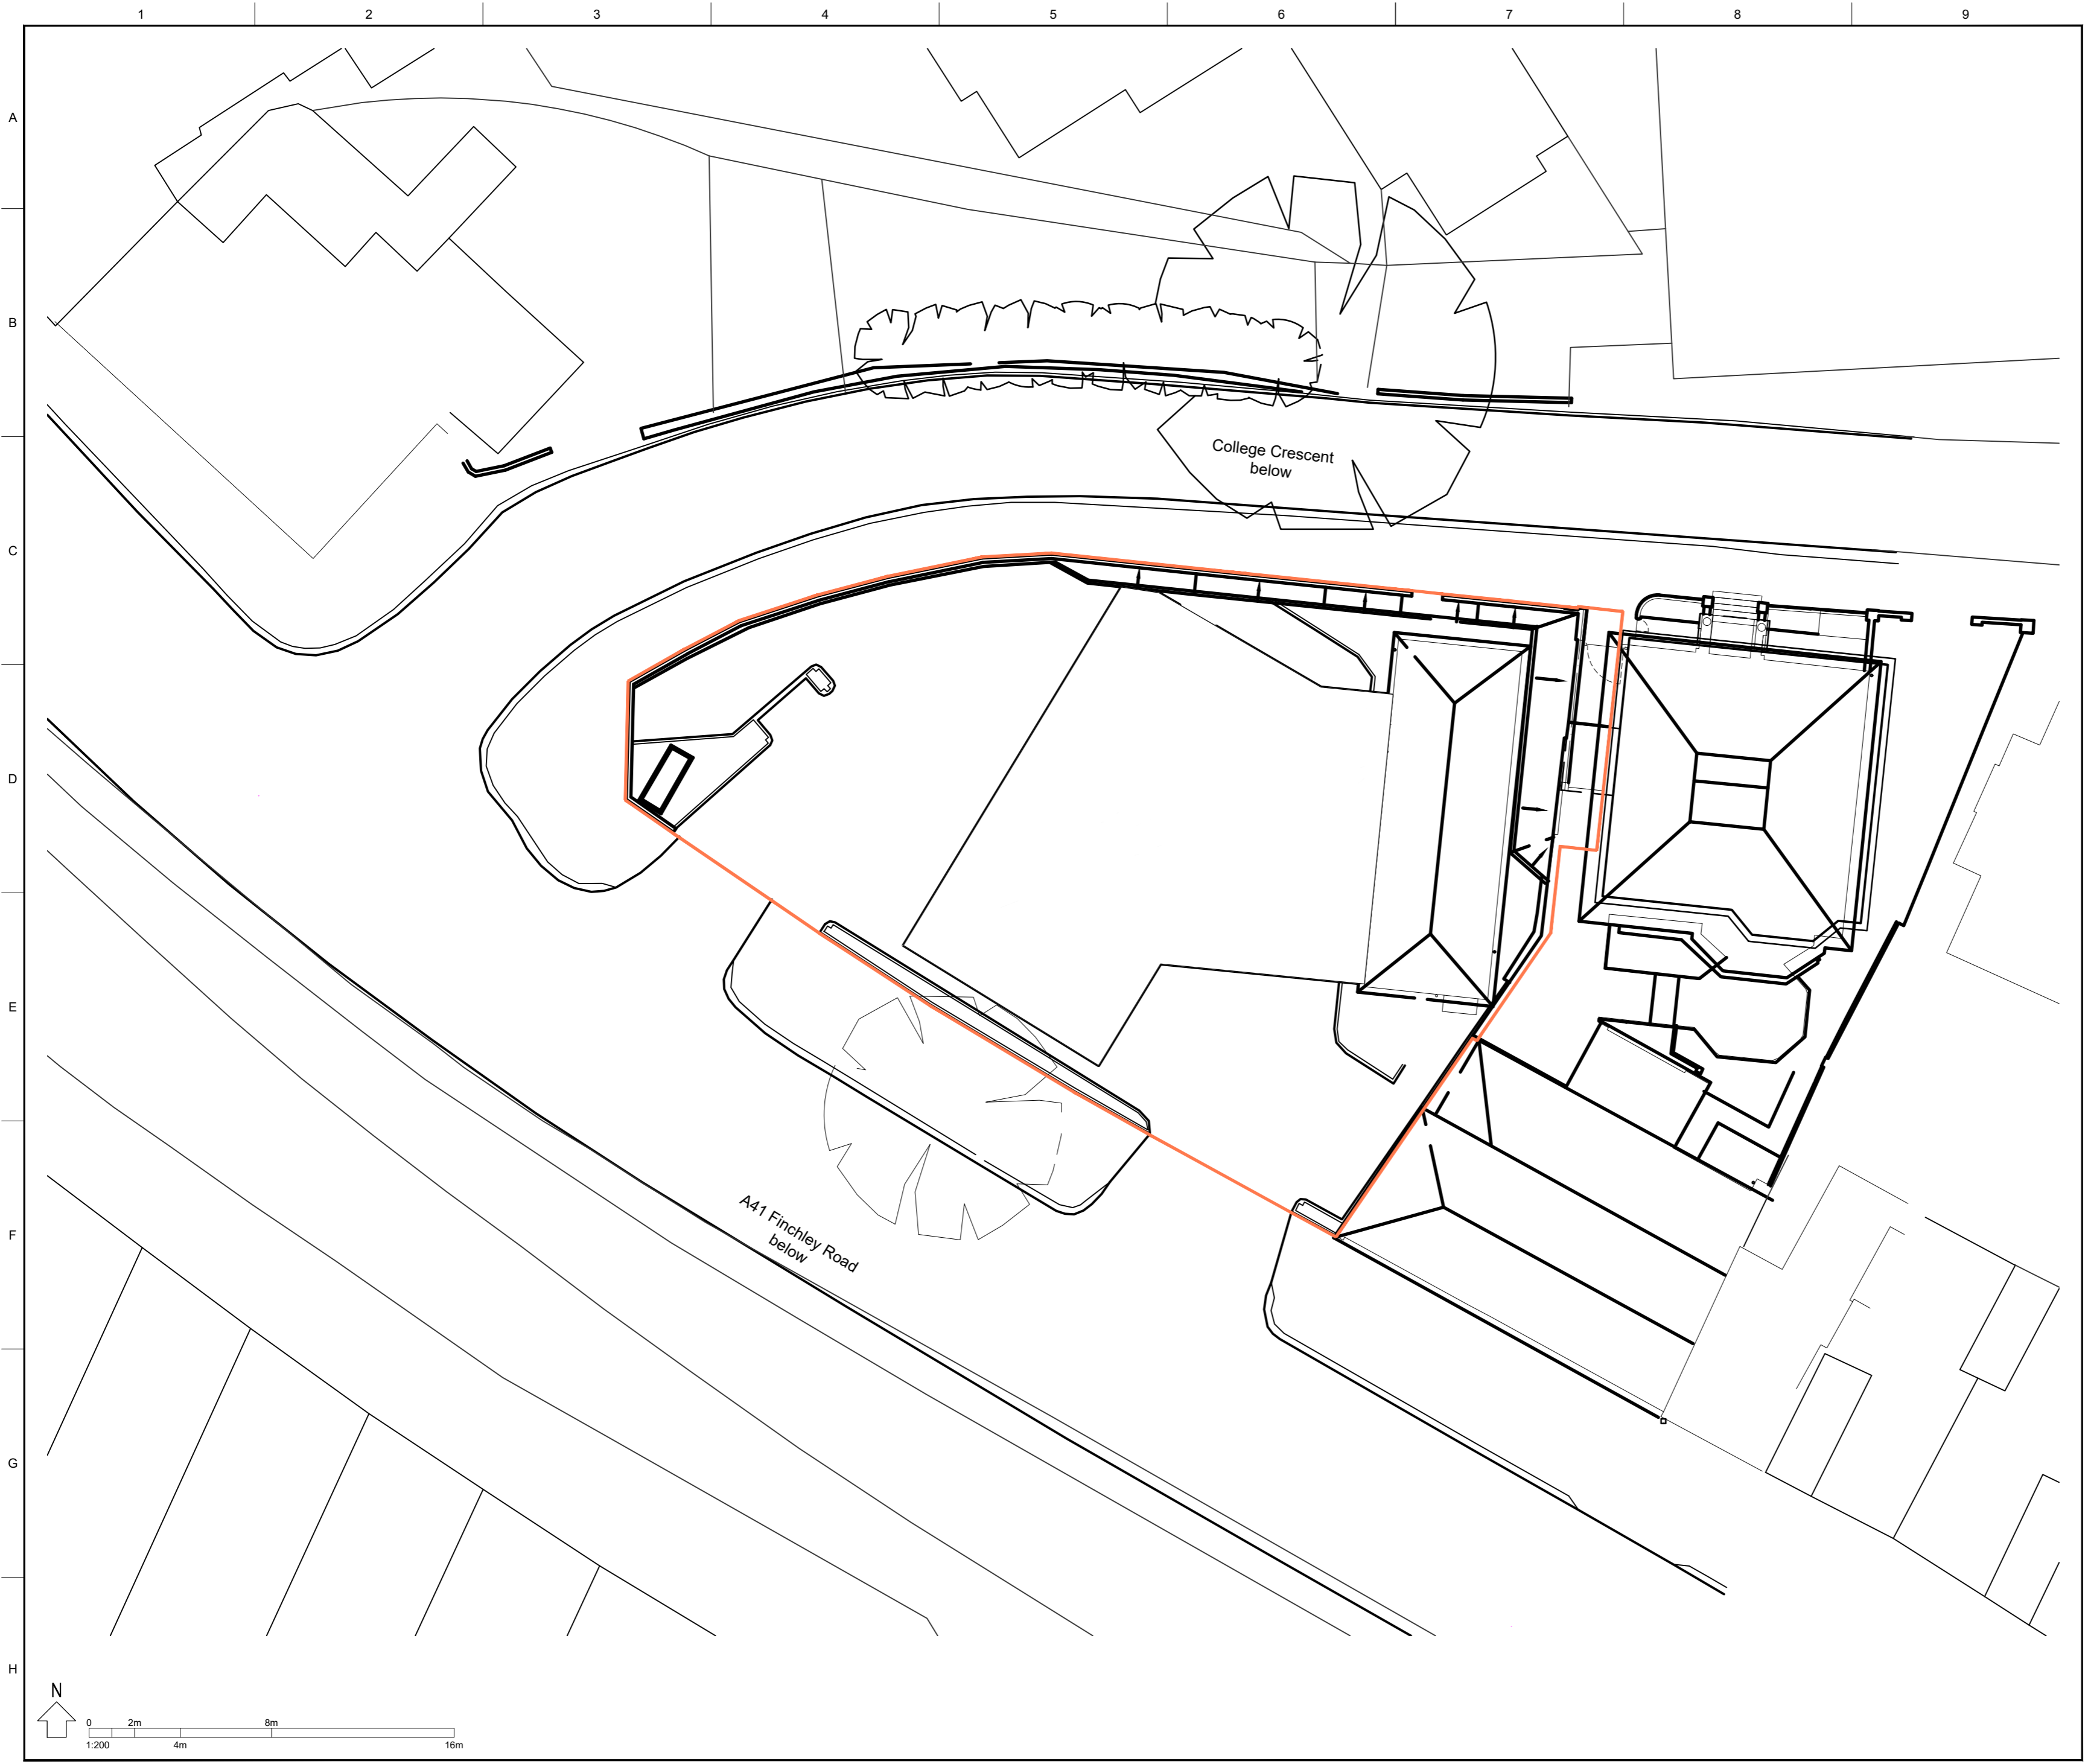 1 2 3 4 5 6 7 8 9
A
B
College Crescent
below
C
D
E
A41 Finchley Road
below
F
G
H
N
0 2m 8m
1:200 4m 16m